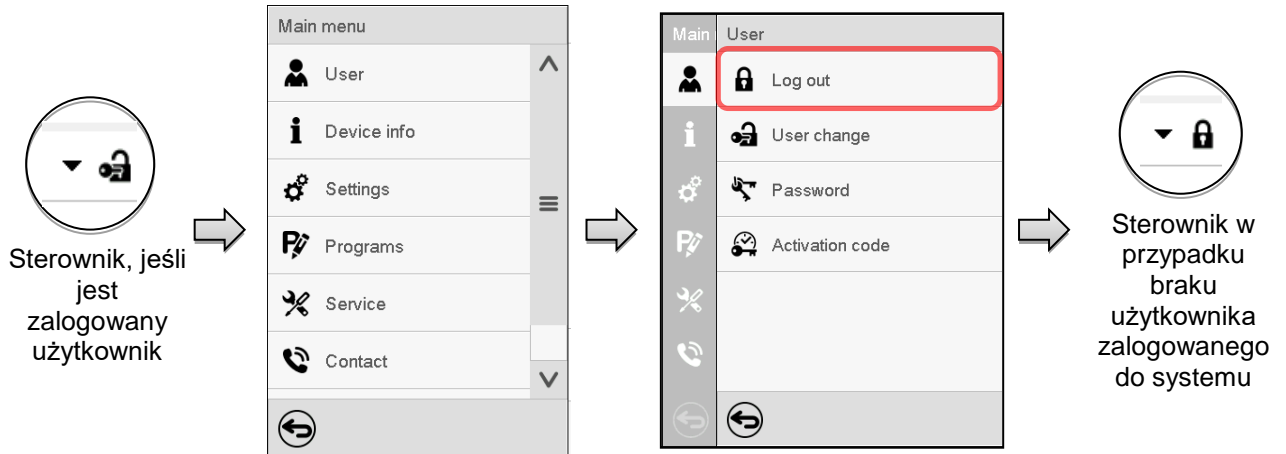 Sterownik, jeśli
jest
zalogowany
użytkownik
Main menu
User
Device info
Settings
Programs
Service
Contact
Main
User
Log out
User change
Password
Activation code
Sterownik w
przypadku
braku
użytkownika
zalogowanego
do systemu